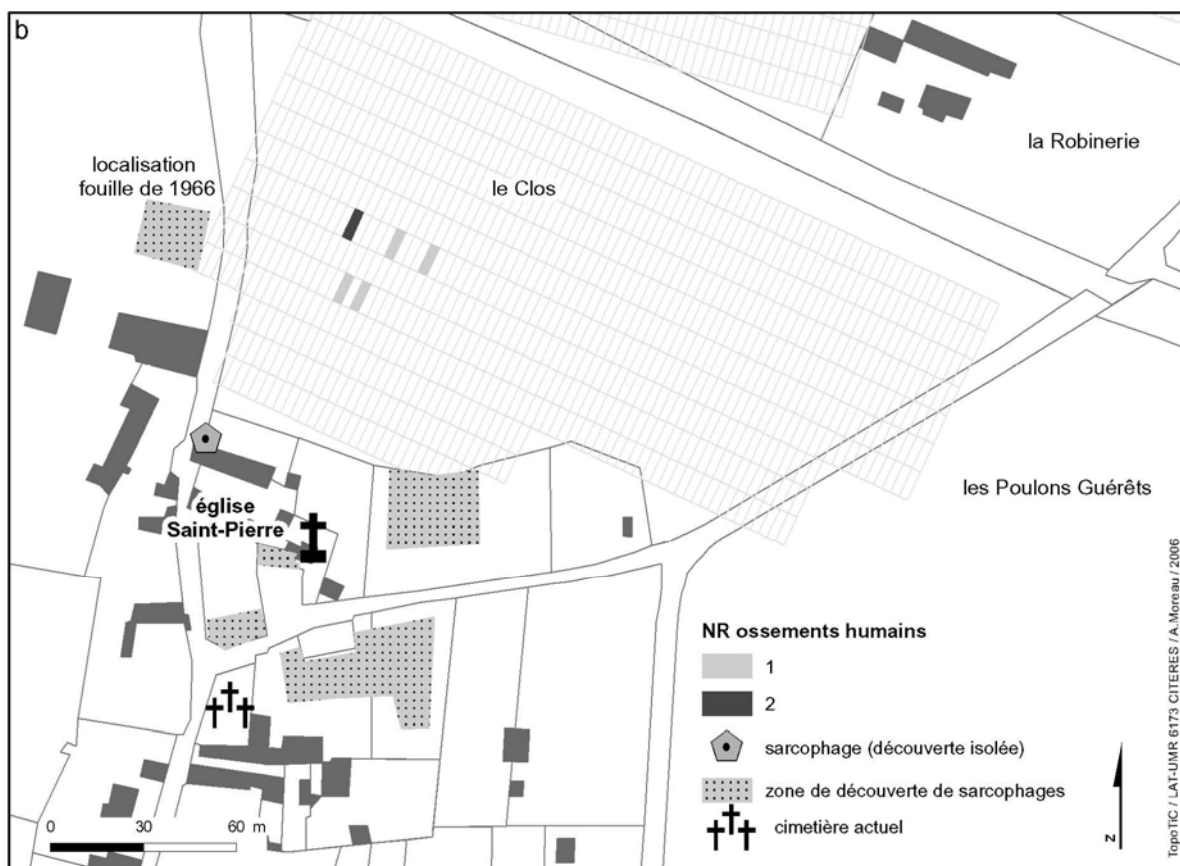 b
la Robinerie
localisation
fouille de 1966
le Clos
les Poulons Guérêts
église
Saint-Pierre
NR ossements humains
1
2
sarcophage (découverte isolée)
zone de découverte de sarcophages
cimetière actuel
0 30 60 m
N
TopoTiC / LAT-UMR 6173 CITERES / A.Moreau / 2006